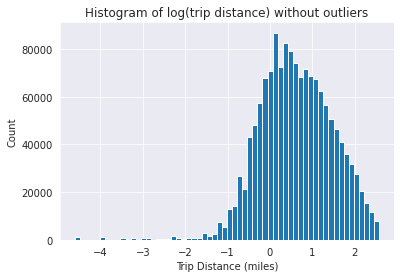 Histogram of log(trip distance) without outliers
80000
60000
40000
20000
0
Count
−4 −3 −2 −1 0 1 2
Trip Distance (miles)